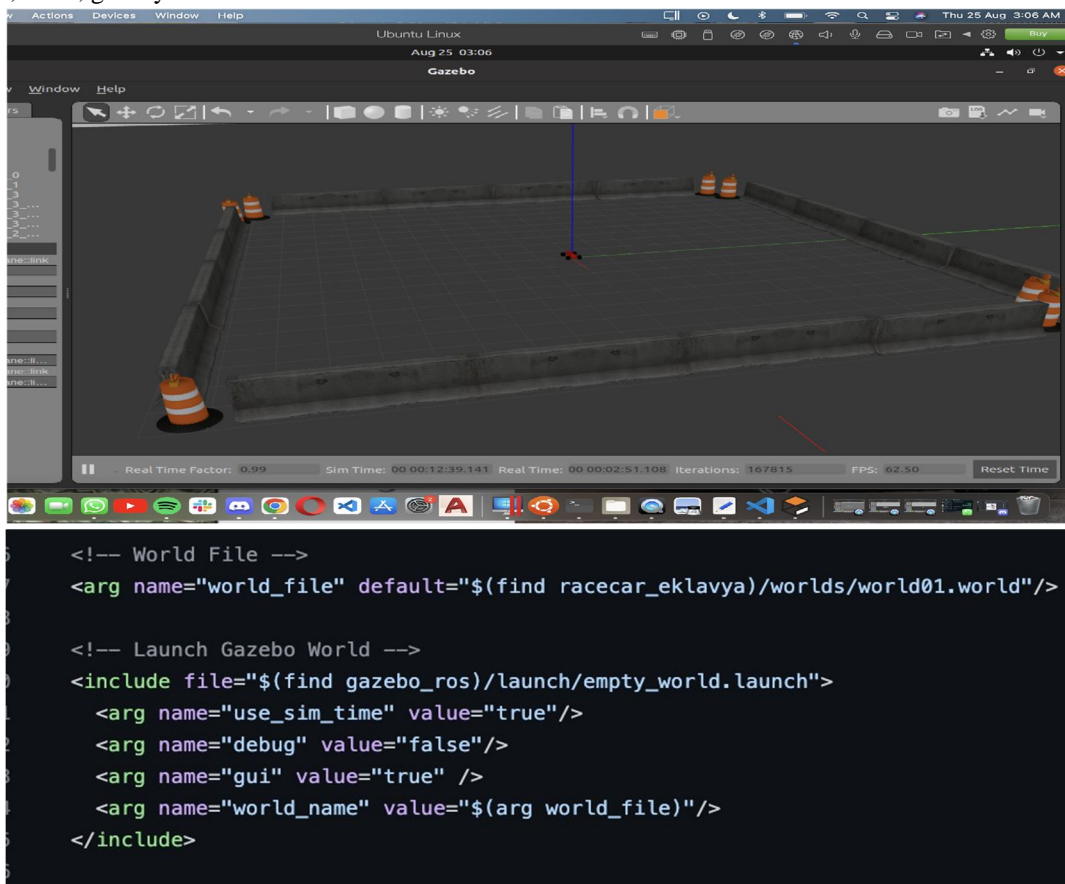 Actions Devices Window Help Thu 25 Aug 3:06 AM
Ubuntu Linux Buy
Aug 25 03:06
Gazebo
Window Help
Real Time Factor: 0.99 Sim Time: 00 00:12:39.141 Real Time: 00 00:02:51.108 Iterations: 167815 FPS: 62.50 Reset Time
<!-- World File -->
<arg name="world_file" default="$(find racecar_eklavya)/worlds/world01.world"/>
<!-- Launch Gazebo World -->
<include file="$(find gazebo_ros)/launch/empty_world.launch">
<arg name="use_sim_time" value="true"/>
<arg name="debug" value="false"/>
<arg name="gui" value="true" />
<arg name="world_name" value="$(arg world_file)"/>
</include>